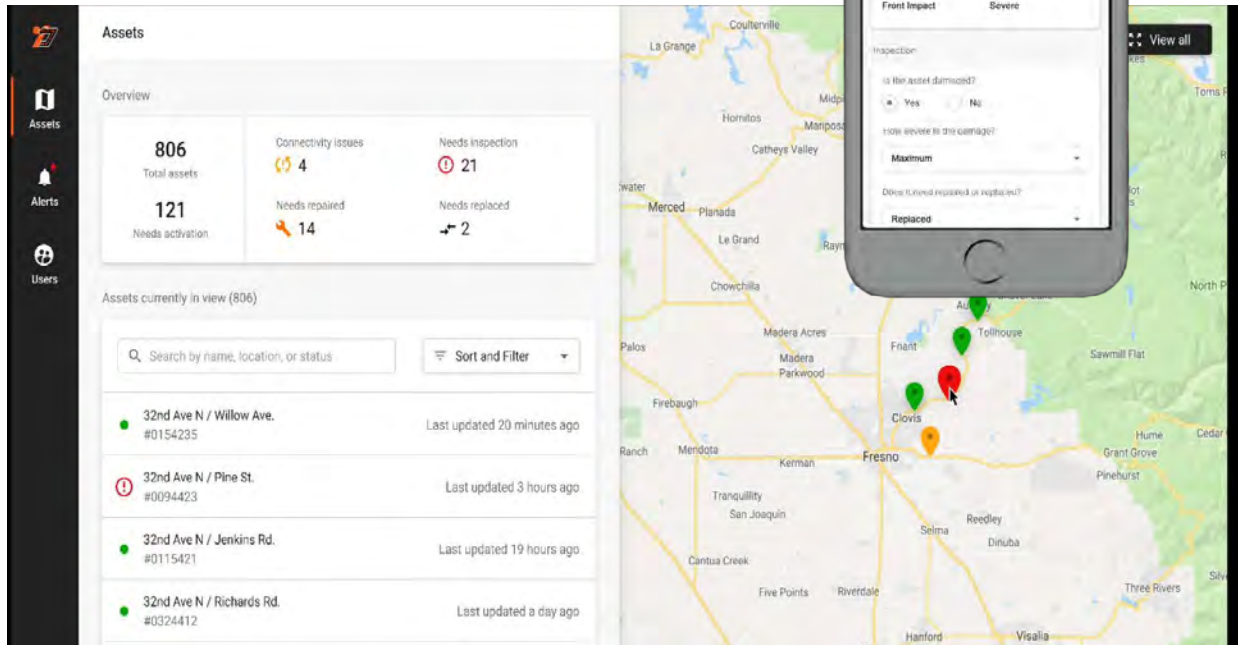 Assets
Alerts
Users
Assets
Overview
806
Total assets
121
Needs activation
Connectivity issues
4
Needs inspection
21
Needs repaired
14
Needs replaced
2
Assets currently in view (806)
Search by name, location, or status
Sort and Filter
32nd Ave N / Willow Ave.
#0154235
Last updated 20 minutes ago
32nd Ave N / Pine St.
#0094423
Last updated 3 hours ago
32nd Ave N / Jenkins Rd.
#0115421
Last updated 19 hours ago
32nd Ave N / Richards Rd.
#0324412
Last updated a day ago
Front Impact Severe
Inspection
Is the asset damaged?
Yes No
How severe is the damage?
Maximum
Does it need repaired or replaced?
Replaced
View all
Coulterville
La Grange
Hornitos
Catheys Valley
Merced
Planada
Le Grand
Chowchilla
Madera Acres
Madera
Parkwood
Friant
Tollhouse
Sawmill Flat
Firebaugh
Clovis
Mendota
Kerman
Fresno
Hume
Cedar
Grant Grove
Pinehurst
Tranquillity
San Joaquin
Selma
Reedley
Dinuba
Cantua Creek
Five Points
Riverdale
Three Rivers
Hanford
Visalia
North P
Palos
Ranch